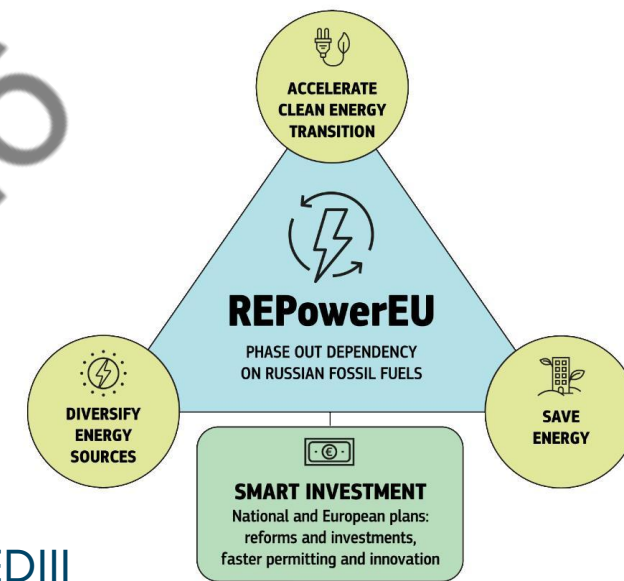 ACCELERATE
CLEAN ENERGY
TRANSITION
REPowerEU
PHASE OUT DEPENDENCY
ON RUSSIAN FOSSIL FUELS
DIVERSIFY
ENERGY
SOURCES
SAVE
ENERGY
€
SMART INVESTMENT
National and European plans:
reforms and investments,
faster permitting and innovation
EDIII